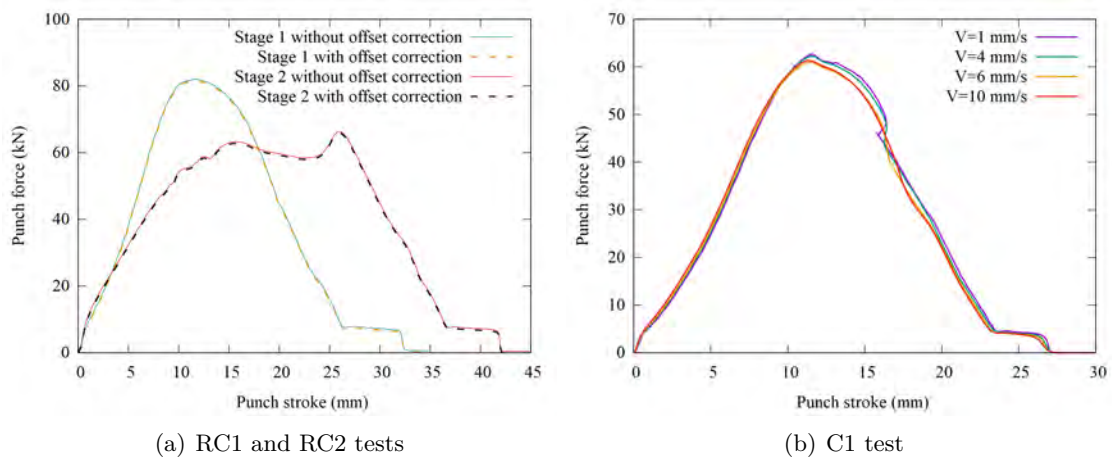 100
80
60
40
20
0
0 5 10 15 20 25 30 35 40 45
Punch force (kN)
Punch stroke (mm)
Stage 1 without offset correction
Stage 1 with offset correction
Stage 2 without offset correction
Stage 2 with offset correction
(a) RC1 and RC2 tests
70
60
50
40
30
20
10
0
0 5 10 15 20 25 30
Punch force (kN)
Punch stroke (mm)
V=1 mm/s
V=4 mm/s
V=6 mm/s
V=10 mm/s
(b) C1 test